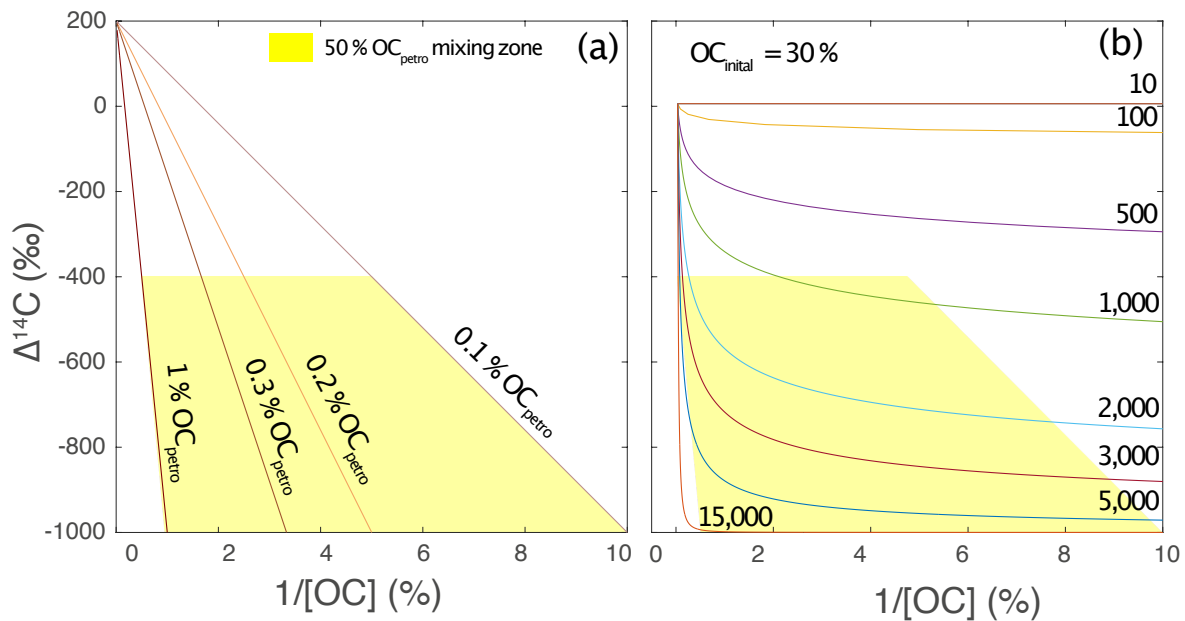 200
0
-200
-400
-600
-800
-1000
Δ¹⁴C (‰)
50 % OCpetro mixing zone
(a)
1 % OCpetro
0.3 % OCpetro
0.2 % OCpetro
0.1 % OCpetro
0 2 4 6 8 10
1/[OC] (%)
OCinital = 30 %
(b)
10
100
500
1,000
2,000
3,000
5,000
15,000
0 2 4 6 8 10
1/[OC] (%)